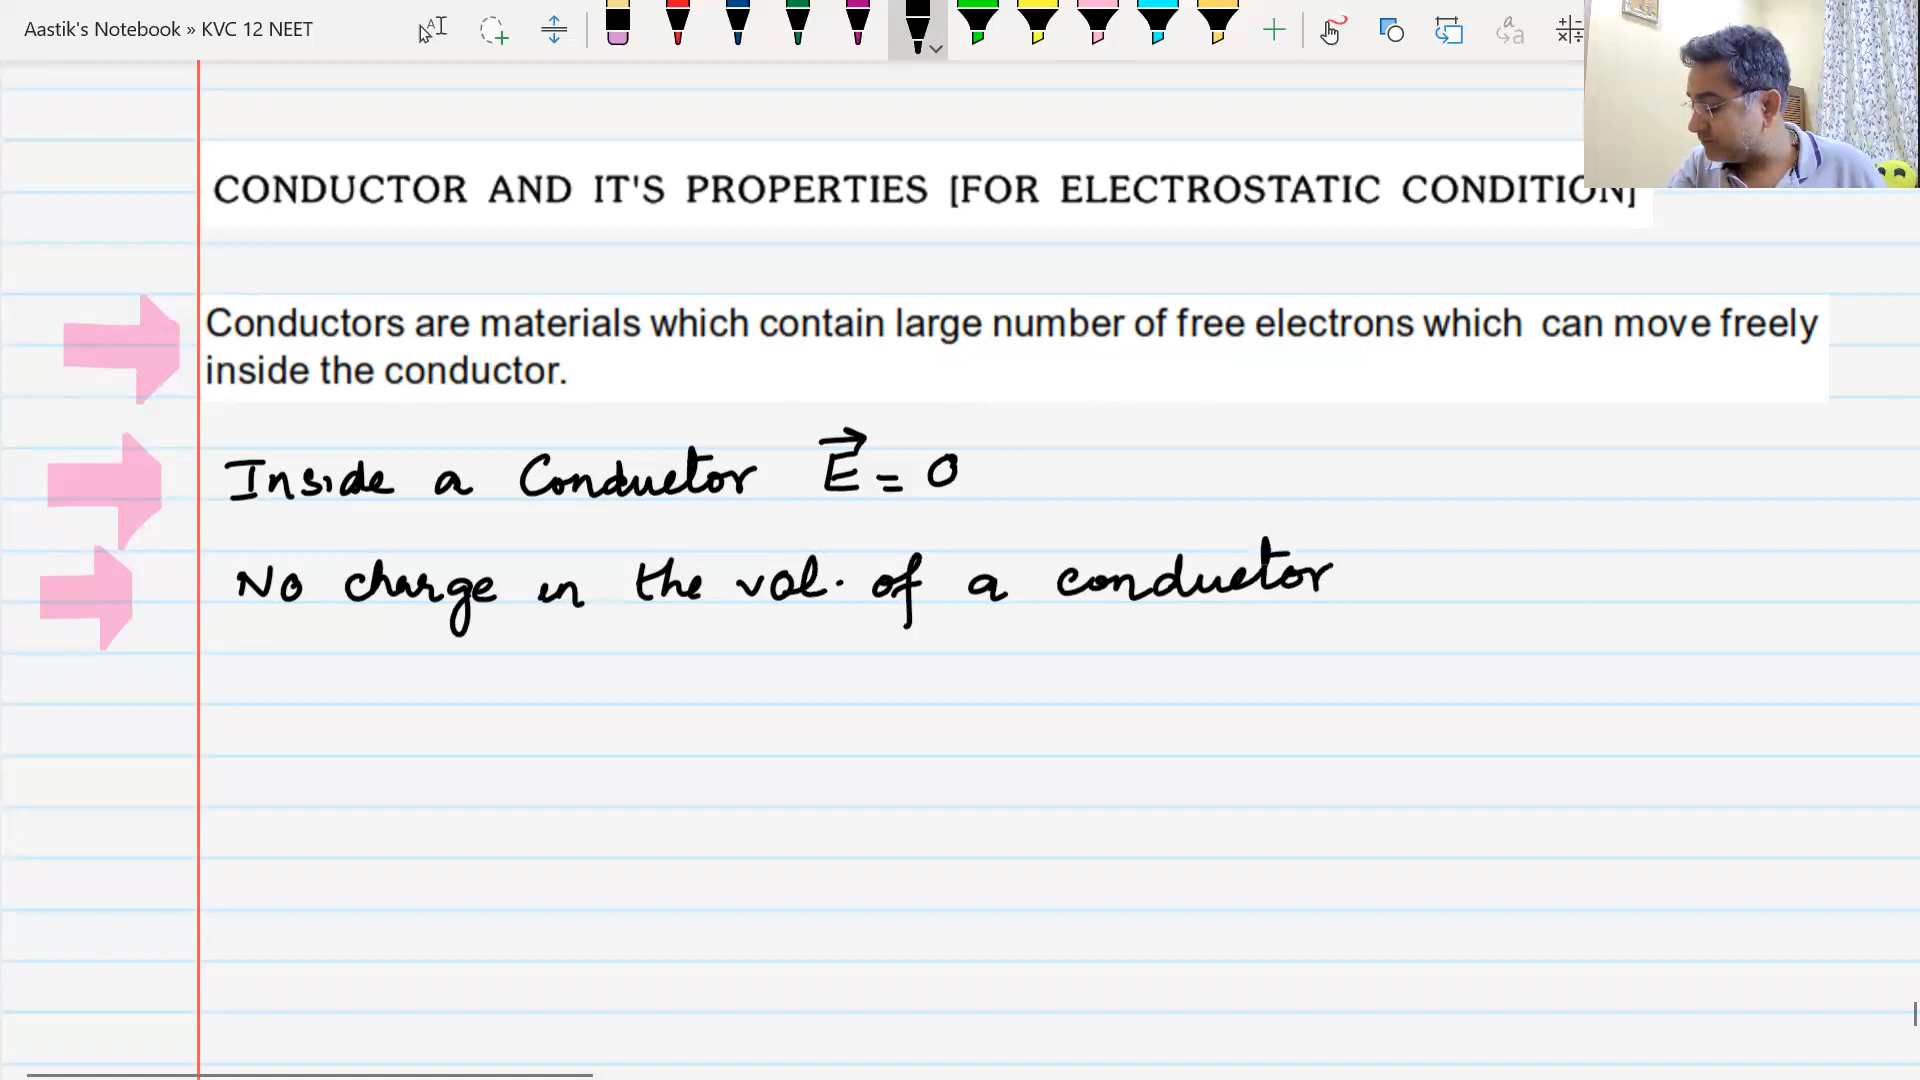 Aastik's Notebook » KVC 12 NEET
CONDUCTOR AND IT'S PROPERTIES [FOR ELECTROSTATIC CONDITION]
Conductors are materials which contain large number of free electrons which can move freely
inside the conductor.
Inside a Conductor E⃗ = 0
No charge in the vol. of a conductor